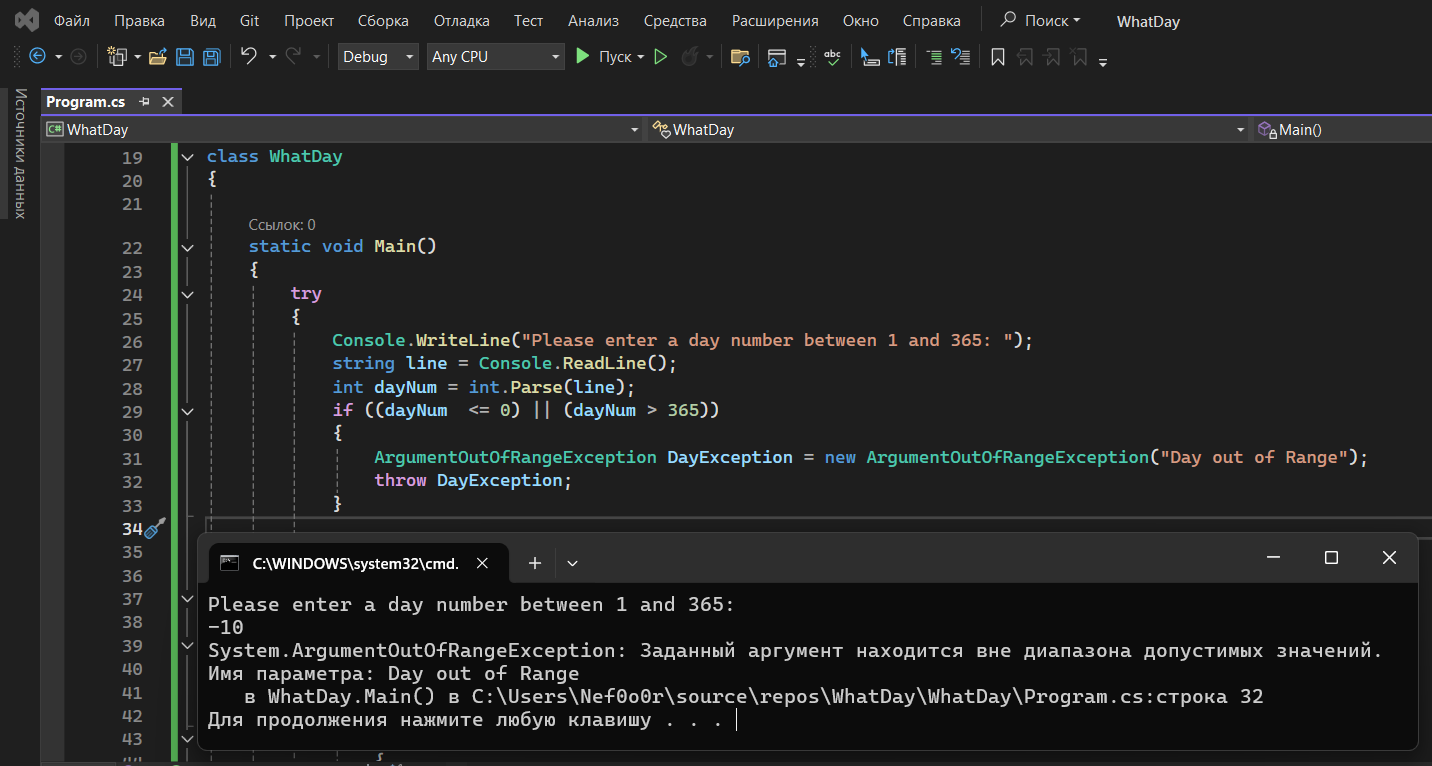 Файл Правка Вид Git Проект Сборка Отладка Тест Анализ Средства Расширения Окно Справка Поиск WhatDay
Debug Any CPU Пуск abc
Источники данных
Program.cs
C# WhatDay WhatDay Main()
19 class WhatDay
20 {
21
Ссылок: 0
22 static void Main()
23 {
24 try
25 {
26 Console.WriteLine("Please enter a day number between 1 and 365: ");
27 string line = Console.ReadLine();
28 int dayNum = int.Parse(line);
29 if ((dayNum  <= 0) || (dayNum > 365))
30 {
31 ArgumentOutOfRangeException DayException = new ArgumentOutOfRangeException("Day out of Range");
32 throw DayException;
33 }
34
35
36
37
38
39
40
41
42
43
{
C:\WINDOWS\system32\cmd.
Please enter a day number between 1 and 365:
-10
System.ArgumentOutOfRangeException: Заданный аргумент находится вне диапазона допустимых значений.
Имя параметра: Day out of Range
в WhatDay.Main() в C:\Users\Nef0o0r\source\repos\WhatDay\WhatDay\Program.cs:строка 32
Для продолжения нажмите любую клавишу . . .